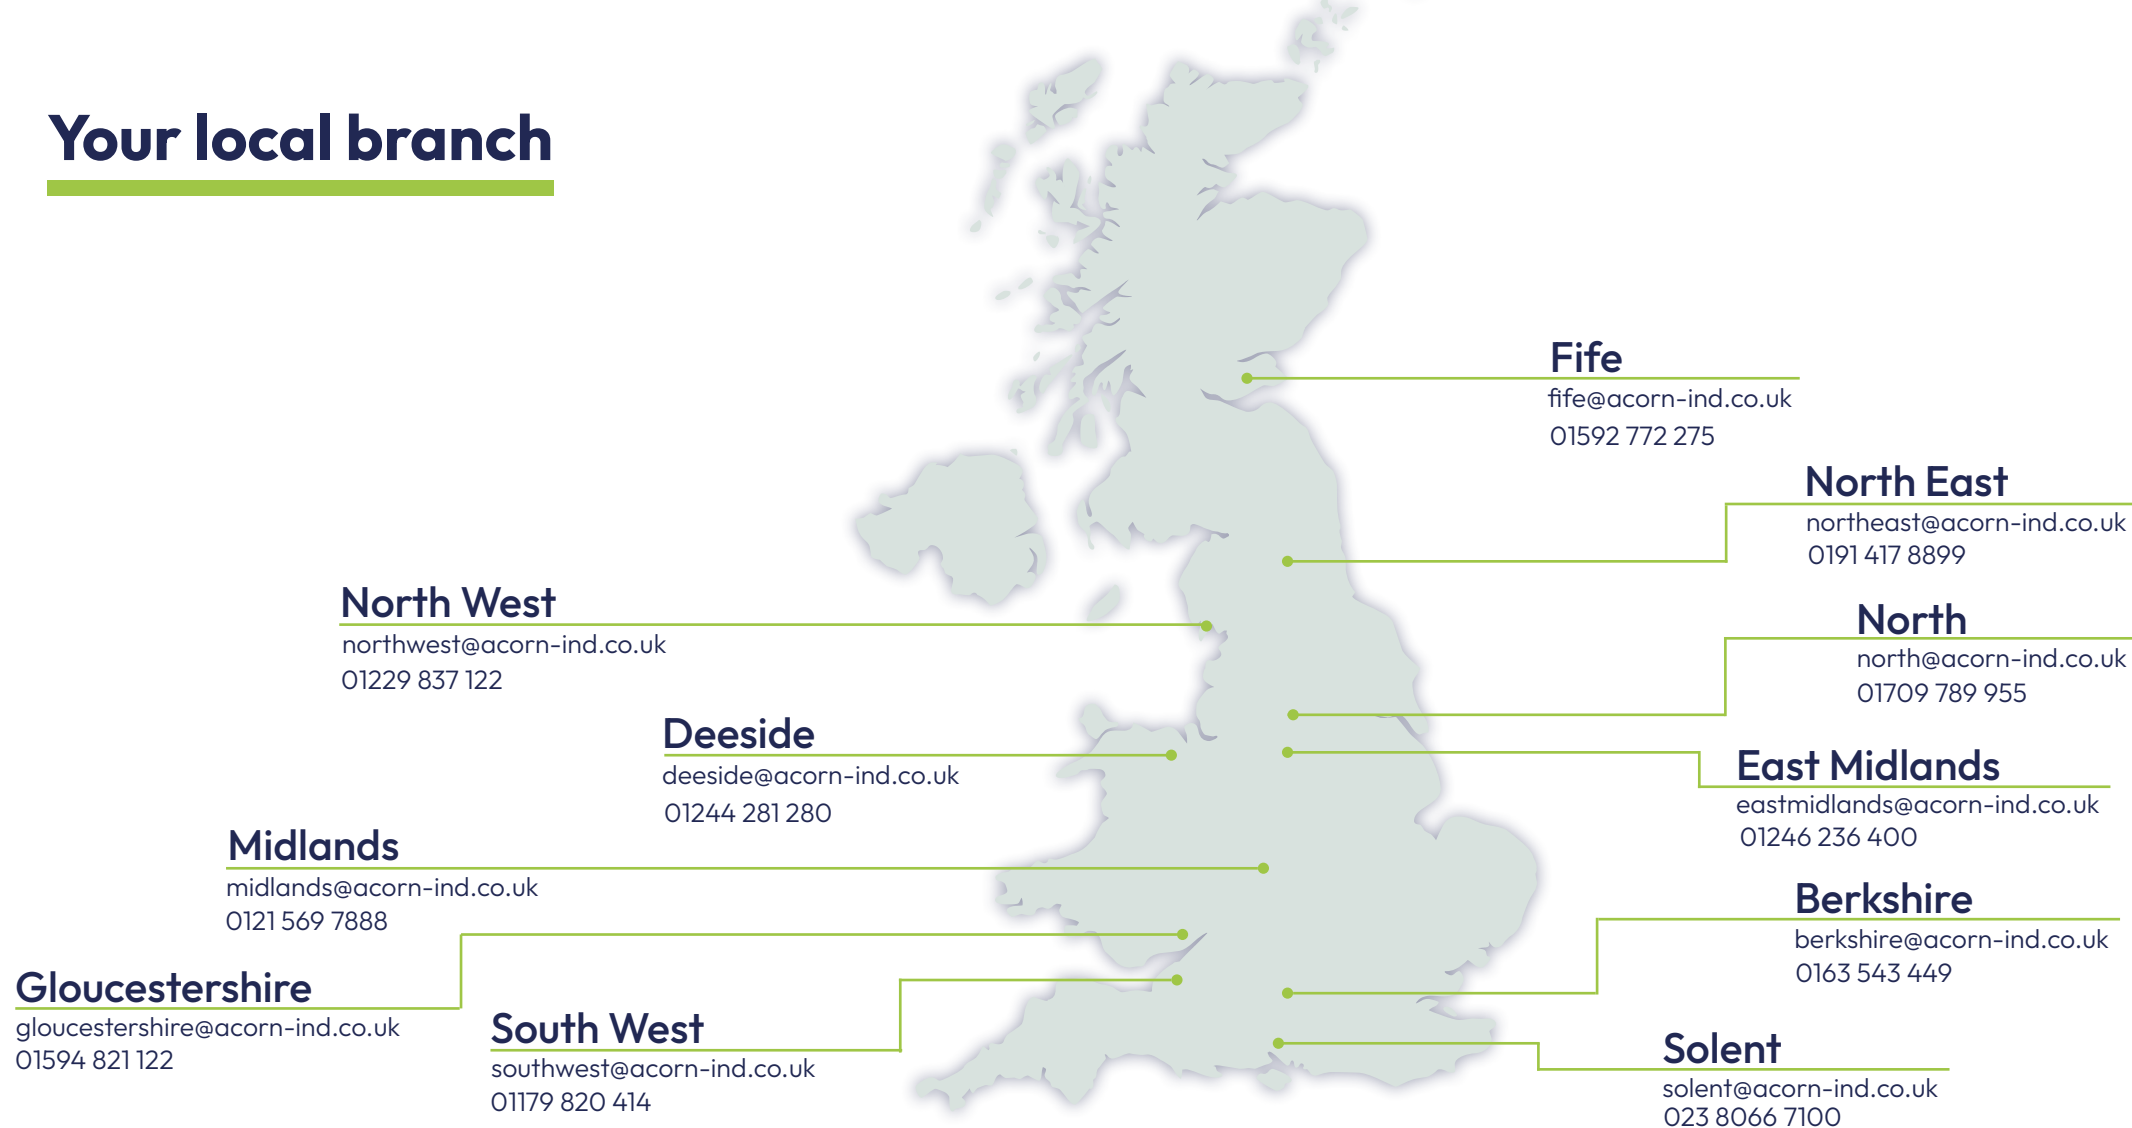 Your local branch
Fife
fife@acorn-ind.co.uk
01592 772 275
North East
northeast@acorn-ind.co.uk
0191 417 8899
North West
northwest@acorn-ind.co.uk
01229 837 122
North
north@acorn-ind.co.uk
01709 789 955
Deeside
deeside@acorn-ind.co.uk
01244 281 280
East Midlands
eastmidlands@acorn-ind.co.uk
01246 236 400
Midlands
midlands@acorn-ind.co.uk
0121 569 7888
Berkshire
berkshire@acorn-ind.co.uk
0163 543 449
Gloucestershire
gloucestershire@acorn-ind.co.uk
01594 821 122
South West
southwest@acorn-ind.co.uk
01179 820 414
Solent
solent@acorn-ind.co.uk
023 8066 7100